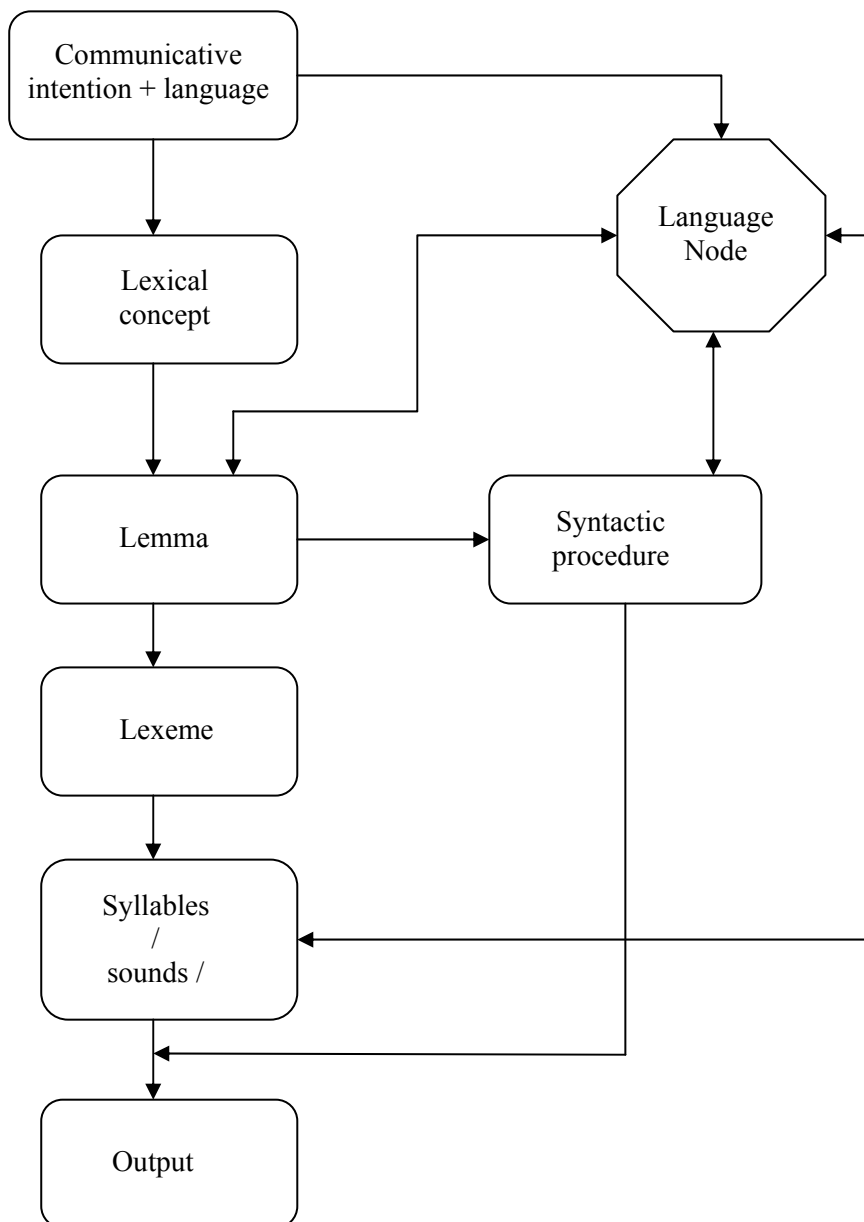 Communicative
intention + language
Language
Node
Lexical
concept
Lemma
Syntactic
procedure
Lexeme
Syllables
/
sounds /
Output